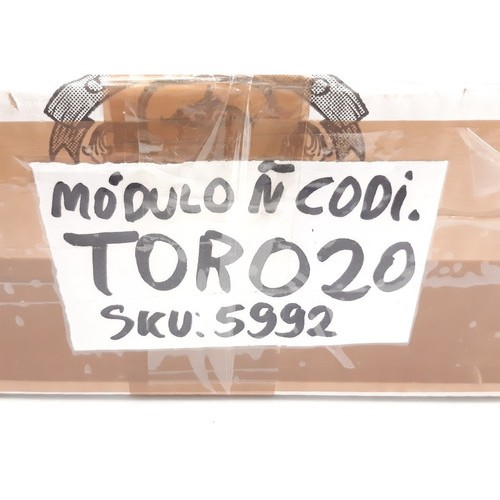 MÓDULO Ñ CODI.
TORO20
SKU: 5992